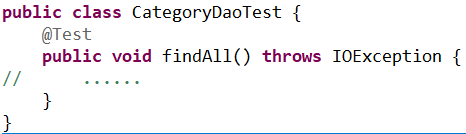 public class CategoryDaoTest {
    @Test
    public void findAll() throws IOException {
//      ......
    }
}